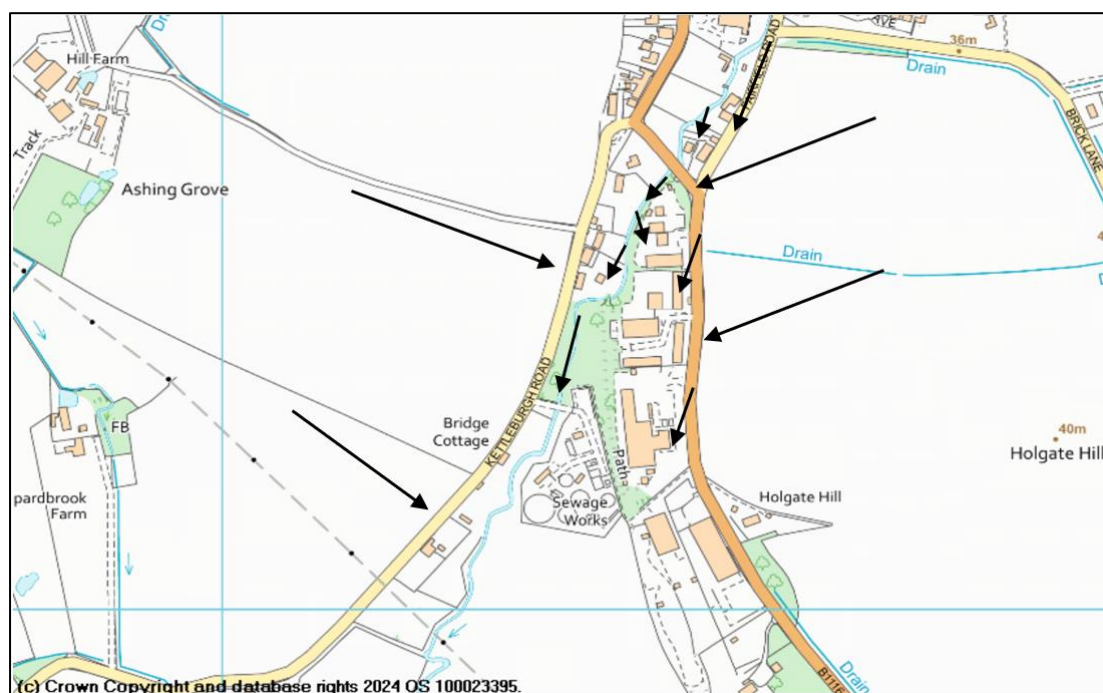 Hill Farm
Track
Ashing Grove
36m
Drain
BRICK LANE
Drain
KETTLEBURGH ROAD
Bridge
Cottage
FB
pardbrook
Farm
Path
Sewage
Works
40m
Holgate Hill
Holgate Hill
Drain
B1116
(c) Crown Copyright and database rights 2024 OS 100023395.